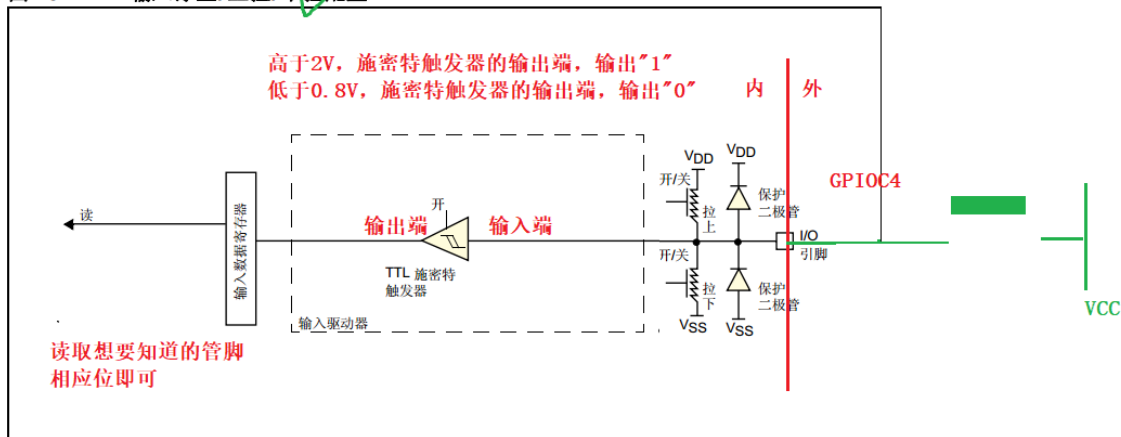 高于2V，施密特触发器的输出端，输出"1"
低于0.8V，施密特触发器的输出端，输出"0"
内
外
VDD
VDD
GPIOC4
开/关
保护
二极管
拉
上
读
开
输出端
输入端
I/O
引脚
输入数据寄存器
TTL 施密特
触发器
开/关
拉
下
保护
二极管
VSS
VSS
VCC
输入驱动器
读取想要知道的管脚
相应位即可